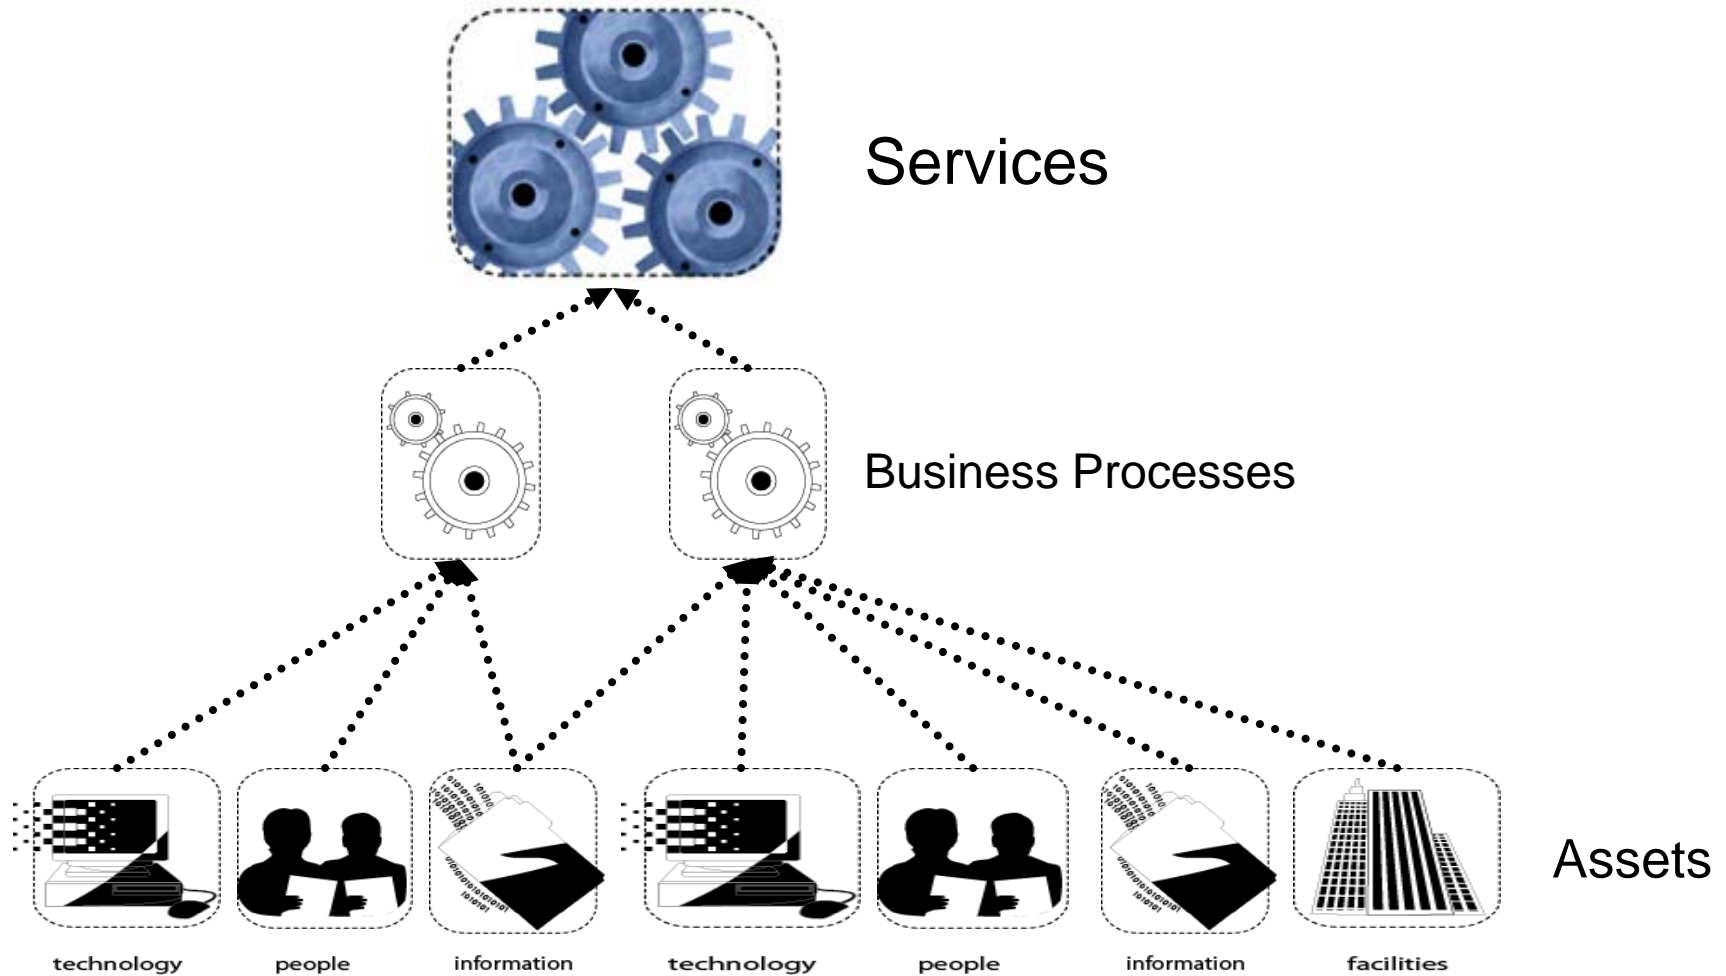 Services
Business Processes
Assets
technology
people
information
technology
people
information
facilities